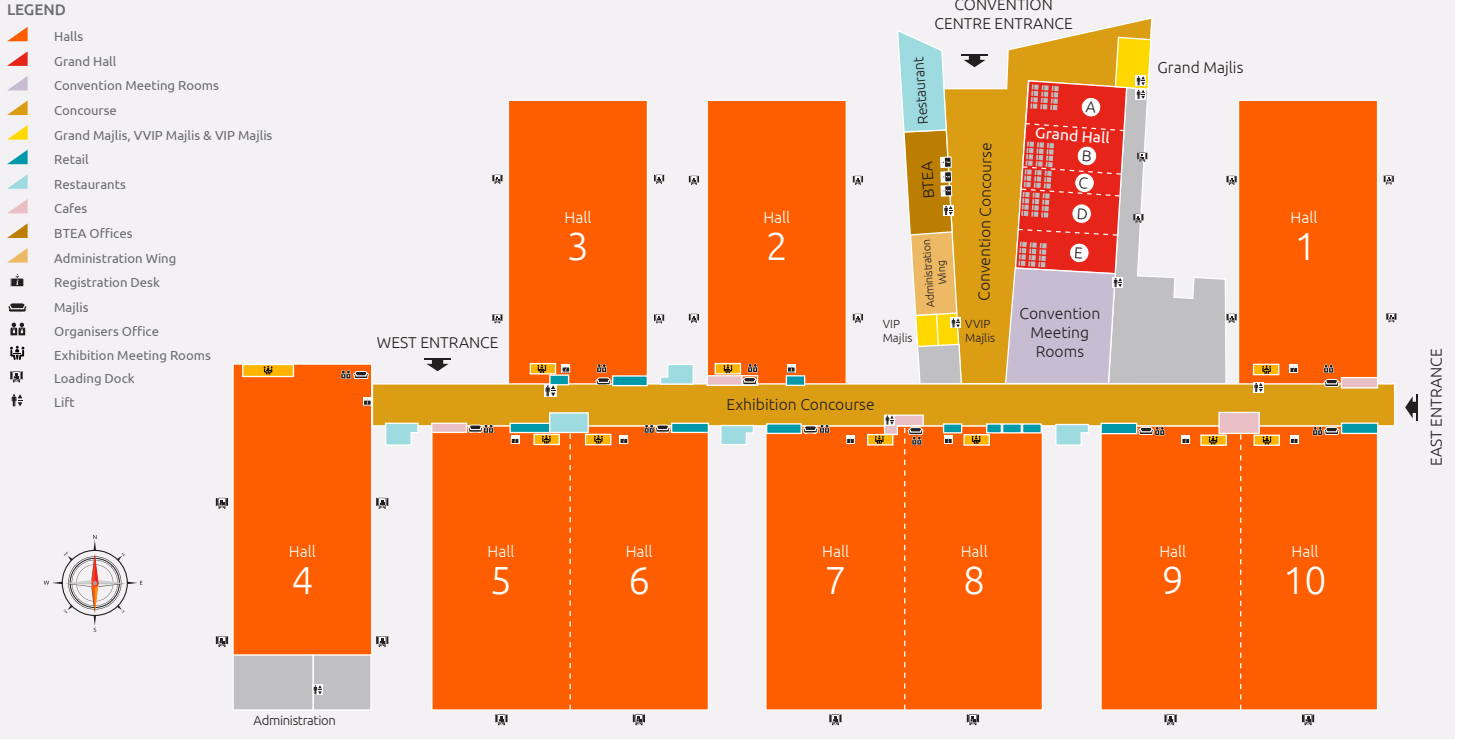 LEGEND
Halls
Grand Hall
Convention Meeting Rooms
Concourse
Grand Majlis, VVIP Majlis & VIP Majlis
Retail
Restaurants
Cafes
BTEA Offices
Administration Wing
Registration Desk
Majlis
Organisers Office
Exhibition Meeting Rooms
Loading Dock
Lift
CONVENTION
CENTRE ENTRANCE
Grand Majlis
Restaurant
BTEA
Administration
Wing
VIP
Majlis
VVIP
Majlis
Convention Concourse
A
Grand Hall
B
C
D
E
Convention
Meeting
Rooms
Hall
3
Hall
2
Hall
1
WEST ENTRANCE
Exhibition Concourse
EAST ENTRANCE
Hall
4
Hall
5
Hall
6
Hall
7
Hall
8
Hall
9
Hall
10
Administration
N
W
E
S